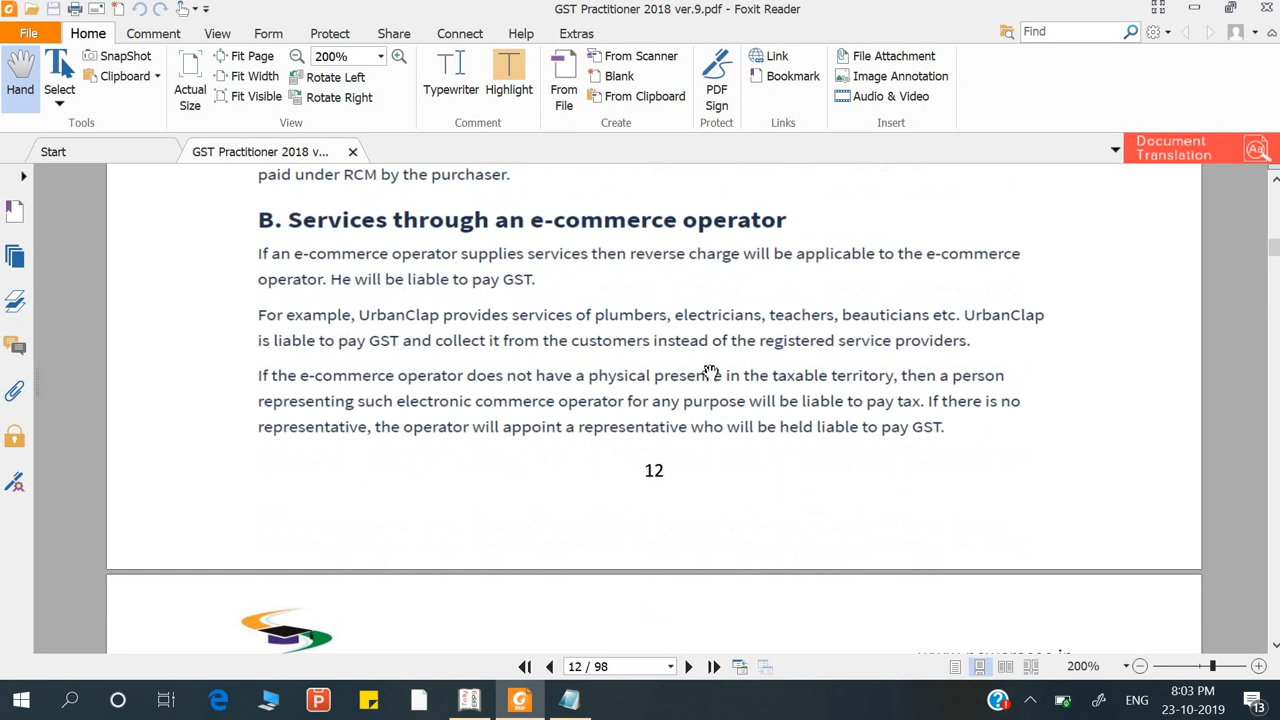 GST Practitioner 2018 ver.9.pdf - Foxit Reader
File Home Comment View Form Protect Share Connect Help Extras
Find
Hand
Select
SnapShot
Clipboard
Tools
Actual Size
Fit Page
Fit Width
Fit Visible
200%
Rotate Left
Rotate Right
View
Typewriter
Highlight
Comment
From File
From Scanner
Blank
From Clipboard
Create
PDF Sign
Protect
Link
Bookmark
Links
File Attachment
Image Annotation
Audio & Video
Insert
Start
GST Practitioner 2018 v...
Document Translation
paid under RCM by the purchaser.
B. Services through an e-commerce operator
If an e-commerce operator supplies services then reverse charge will be applicable to the e-commerce
operator. He will be liable to pay GST.
For example, UrbanClap provides services of plumbers, electricians, teachers, beauticians etc. UrbanClap
is liable to pay GST and collect it from the customers instead of the registered service providers.
If the e-commerce operator does not have a physical presence in the taxable territory, then a person
representing such electronic commerce operator for any purpose will be liable to pay tax. If there is no
representative, the operator will appoint a representative who will be held liable to pay GST.
12
12 / 98
200%
ENG
8:03 PM
23-10-2019
13